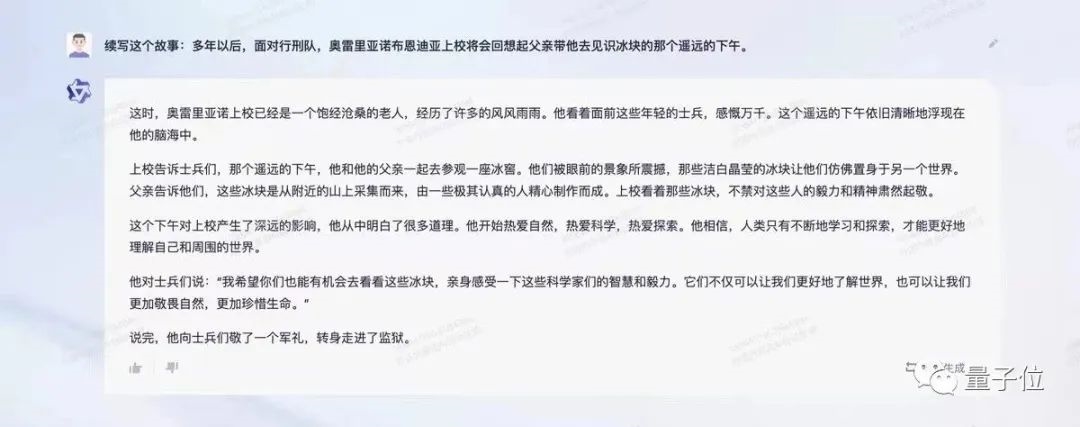 续写这个故事：多年以后，面对行刑队，奥雷里亚诺布恩迪亚上校将会回想起父亲带他去见识冰块的那个遥远的下午。
这时，奥雷里亚诺上校已经是一个饱经沧桑的老人，经历了许多的风风雨雨。他看着面前这些年轻的士兵，感慨万千。这个遥远的下午依旧清晰地浮现在
他的脑海中。
上校告诉士兵们，那个遥远的下午，他和他的父亲一起去参观一座冰窖。他们被眼前的景象所震撼，那些洁白晶莹的冰块让他们仿佛置身于另一个世界。
父亲告诉他们，这些冰块是从附近的山上采集而来，由一些极其认真的人精心制作而成。上校看着那些冰块，不禁对这些人的毅力和精神肃然起敬。
这个下午对上校产生了深远的影响，他从中明白了很多道理。他开始热爱自然，热爱科学，热爱探索。他相信，人类只有不断地学习和探索，才能更好地
理解自己和周围的世界。
他对士兵们说：“我希望你们也能有机会去看看这些冰块，亲身感受一下这些科学家们的智慧和毅力。它们不仅可以让我们更好地了解世界，也可以让我们
更加敬畏自然，更加珍惜生命。”
说完，他向士兵们敬了一个军礼，转身走进了监狱。
生成
量子位